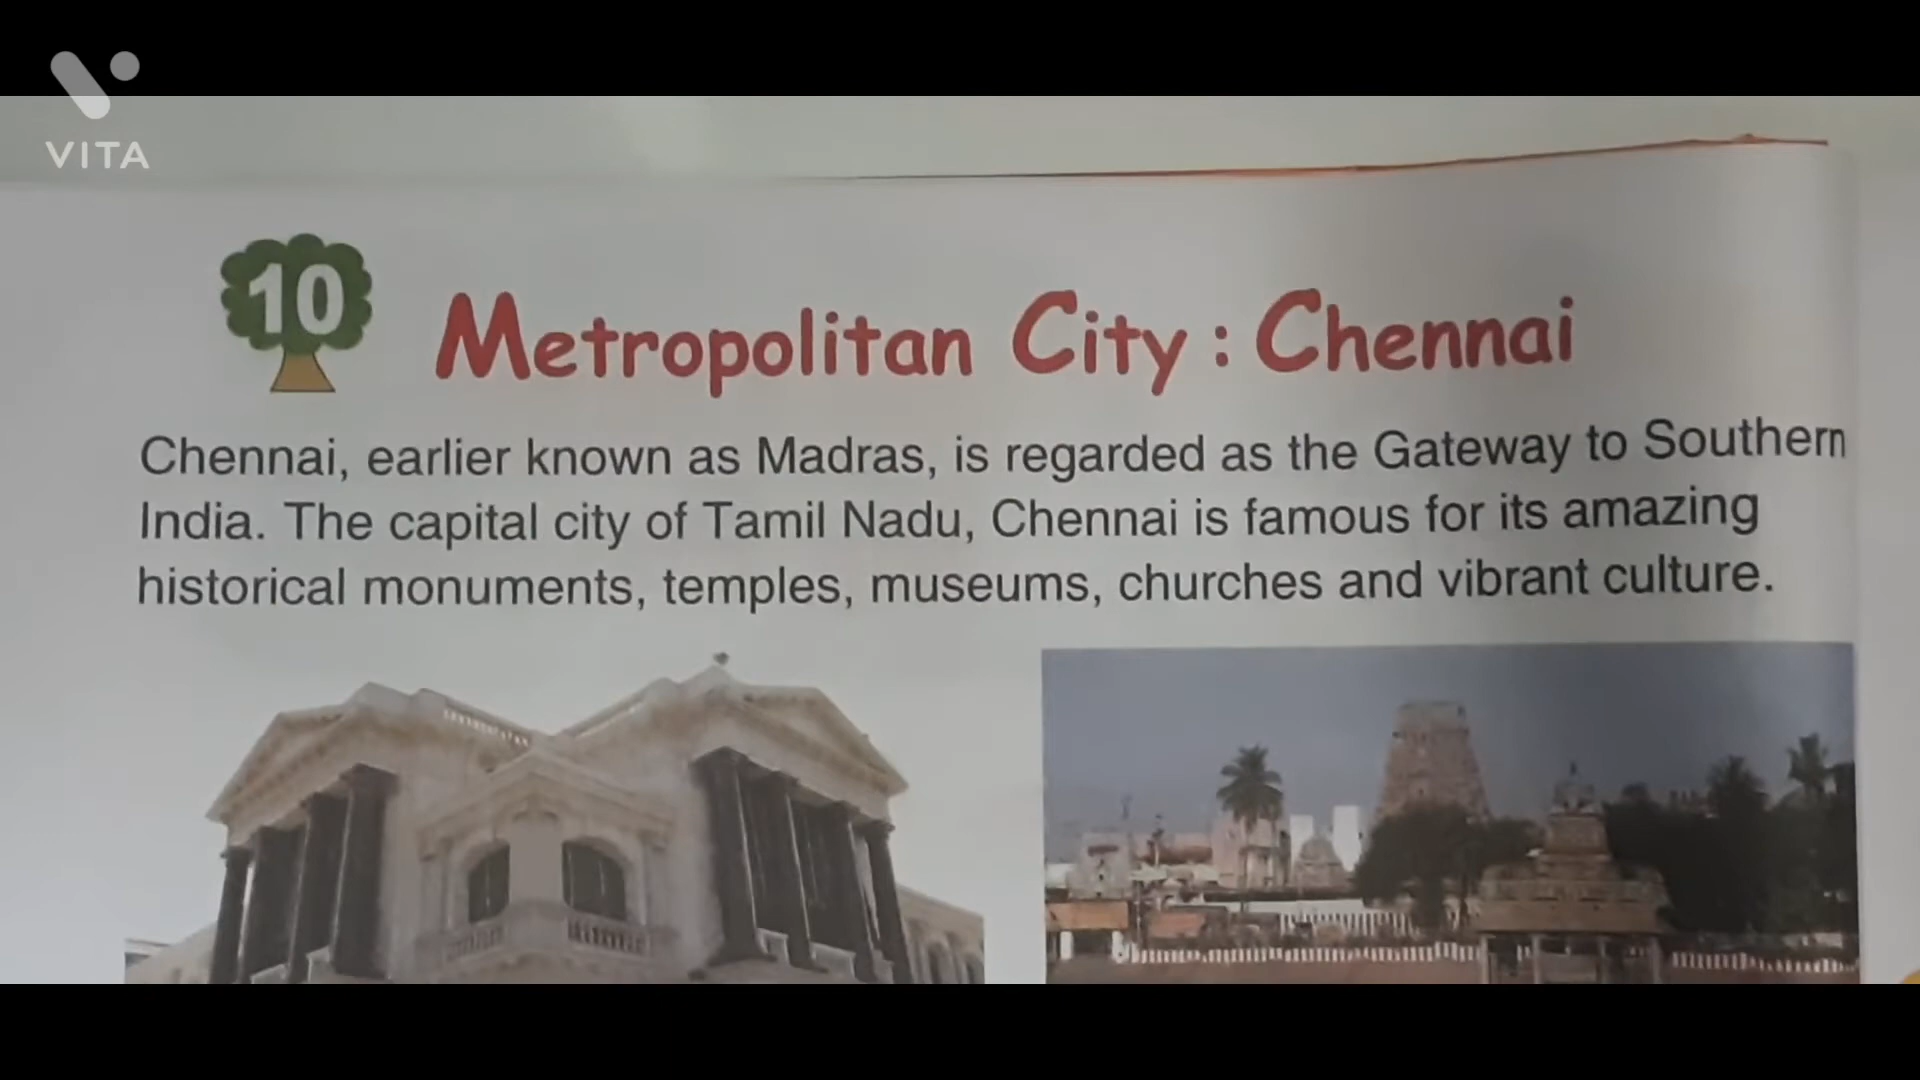 VITA
10
Metropolitan City : Chennai
Chennai, earlier known as Madras, is regarded as the Gateway to Southern
India. The capital city of Tamil Nadu, Chennai is famous for its amazing
historical monuments, temples, museums, churches and vibrant culture.